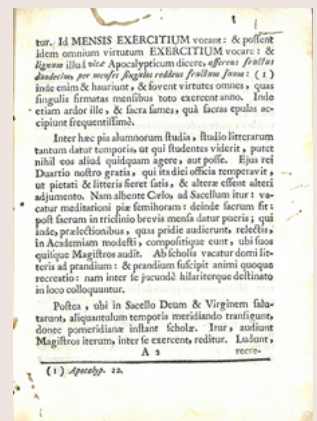 tur. Id MENSIS EXERCITIUM vocant: & possent
idem omnium virtutum EXERCITIUM vocare: &
lignum illud vitæ Apocalypticum dicere, afferens fructus
duodecim, per menses singulos reddens fructum suum: (1)
inde enim & hauriunt, & fovent virtutes omnes, quas
singulis firmatas mensibus toto exercent anno. Inde
etiam ardor ille, & sacra fames, quâ sacras epulas ac-
cipiunt frequentissimè.
Inter hæc pia alumnorum studia, studio litterarum
tantum datur temporis, ut qui studentes viderit, putet
nihil eos aliud quidquam agere, aut posse. Ejus rei
Duartio nostro gratia, qui ita diei officia temperavit,
ut pietati & litteris fieret satis, & alteræ essent alteri
adjumento. Nam albente Cœlo, ad Sacellum itur: va-
catur meditationi piæ semihoram: deinde sacrum fit:
post sacrum in triclinio brevis mensa datur pueris; qui
inde, prælectionibus, quas pridie audierunt, relectis,
in Academiam modesti, compositique eunt, ubi suos
quisque Magistros audit. Ab scholis vacatur domi lit-
teris ad prandium: & prandium suscipit animi quoque
recreatio: nam inter se jucundè hilariterque destinato
in loco colloquuntur.
Postea, ubi in Sacello Deum & Virginem salu-
tarunt, aliquantulum temporis meridiando transigunt,
donec pomeridianæ instant scholæ. Itur, audiunt
Magistros iterum, inter se exercent, reditur. Ludunt,
A 2 recre-
(1) Apocalyp. 22.